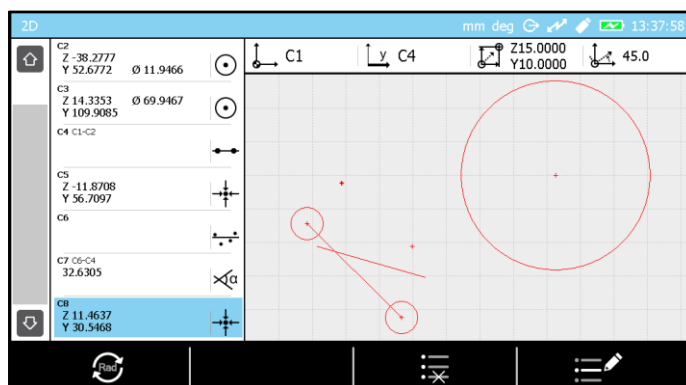 2D
mm deg 13:37:58
C2
Z -38.2777
Y 52.6772 Ø 11.9466
C3
Z 14.3353 Ø 69.9467
Y 109.9085
C4 C1-C2
C5
Z -11.8708
Y 56.7097
C6
C7 C6-C4
32.6305
α
C8
Z 11.4637
Y 30.5468
C1
y C4
Z15.0000
Y10.0000
45.0
Rad